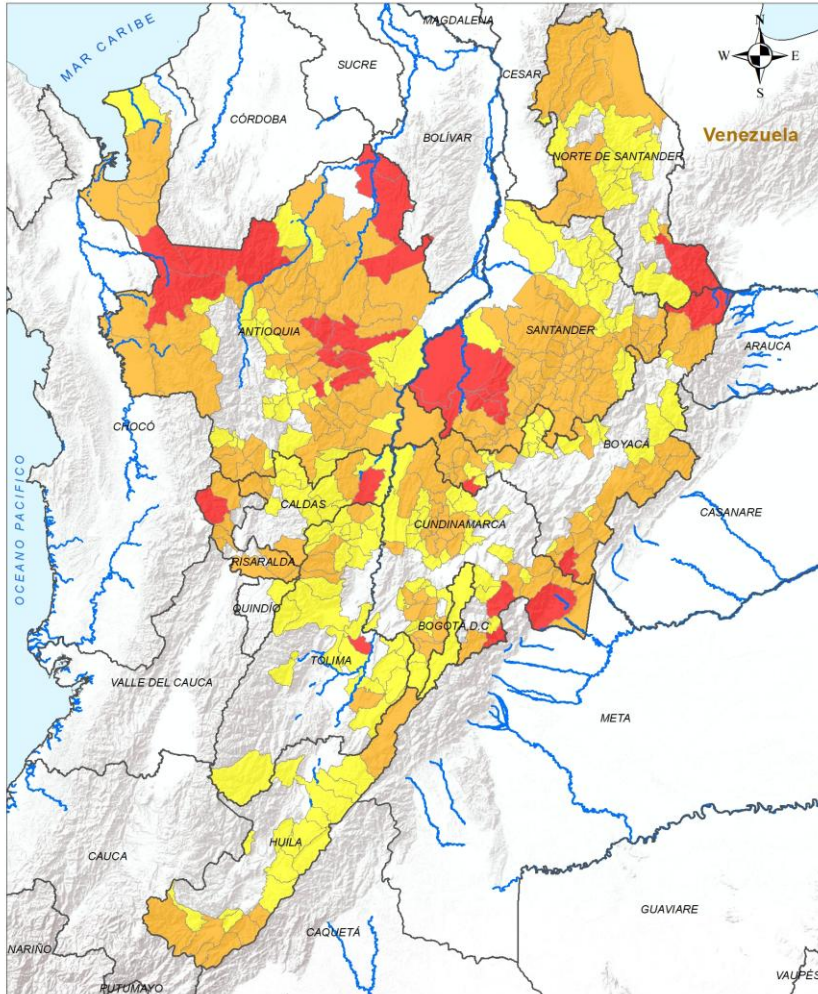 MAGDALENA
N
W E
S
MAR CARIBE
SUCRE
CESAR
CÓRDOBA
BOLÍVAR
Venezuela
NORTE DE SANTANDER
ANTIOQUIA
SANTANDER
ARAUCA
CHOCÓ
BOYACÁ
OCEANO PACIFICO
CALDAS
CUNDINAMARCA
CASANARE
RISARALDA
QUINDÍO
BOGOTÁ, D.C
TOLIMA
VALLE DEL CAUCA
META
HUILA
CAUCA
GUAVIARE
CAQUETÁ
NARIÑO
PUTUMAYO
VAUPÉS